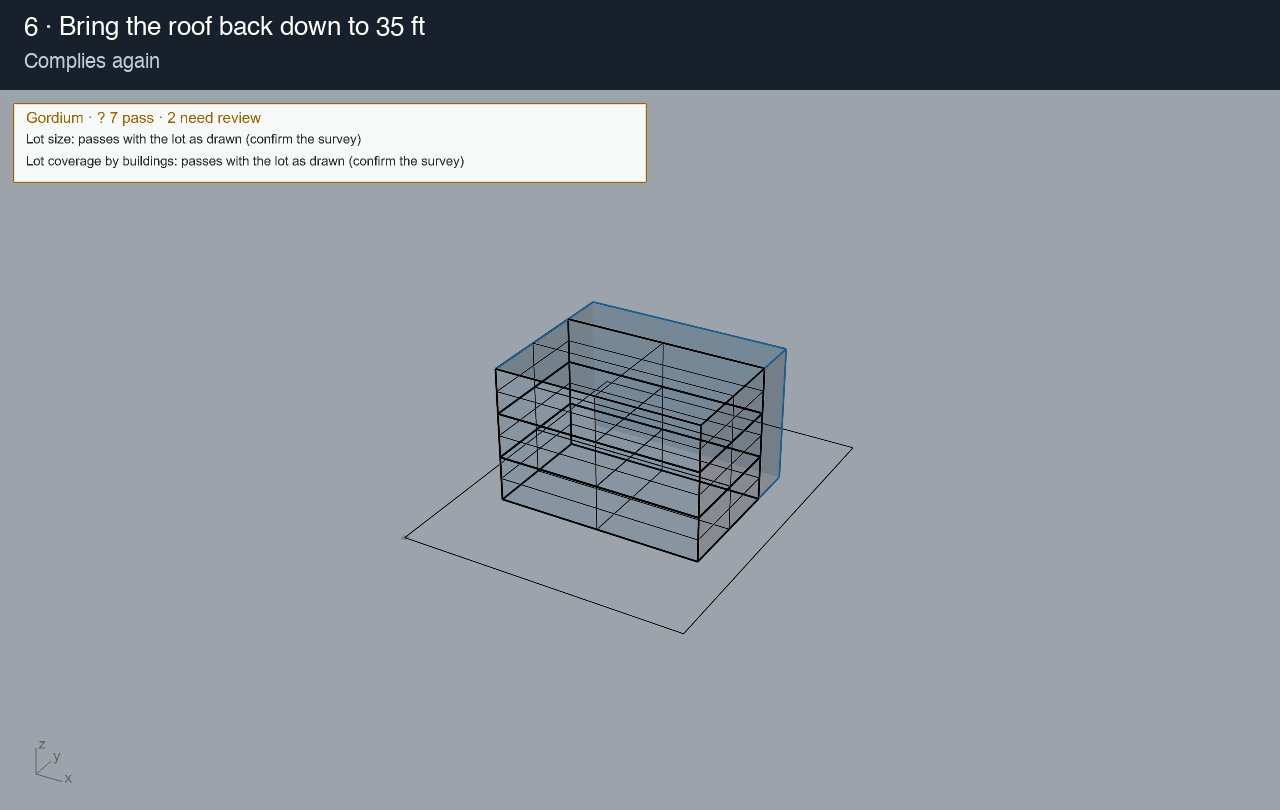 6 · Bring the roof back down to 35 ft
Complies again
Gordium · ? 7 pass · 2 need review
Lot size: passes with the lot as drawn (confirm the survey)
Lot coverage by buildings: passes with the lot as drawn (confirm the survey)
z
y
x